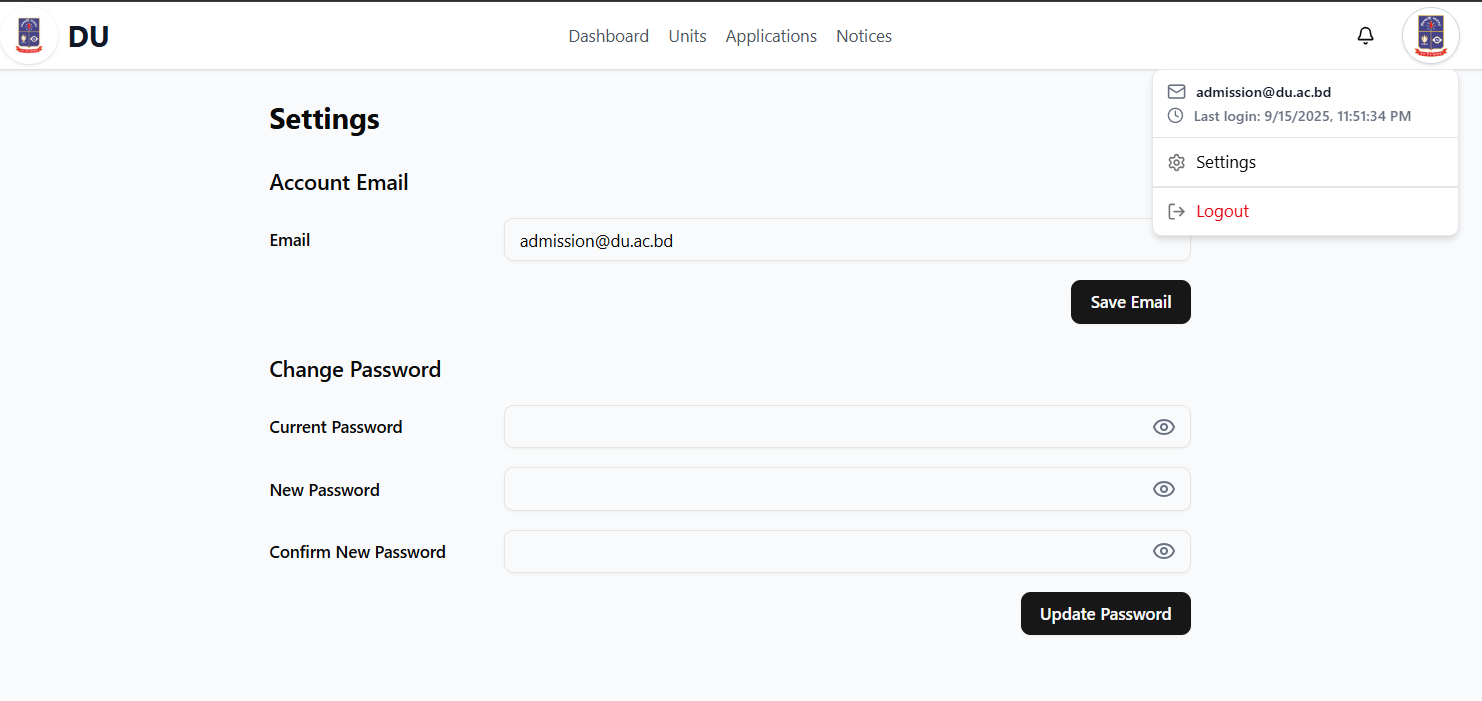 DU
Dashboard Units Applications Notices
admission@du.ac.bd
Last login: 9/15/2025, 11:51:34 PM
Settings
Logout
Settings
Account Email
Email admission@du.ac.bd
Save Email
Change Password
Current Password
New Password
Confirm New Password
Update Password